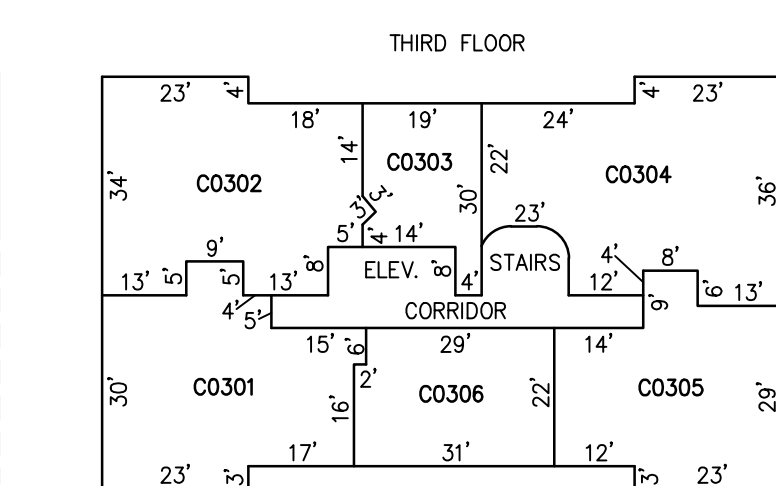 THIRD FLOOR
23' 4' 4' 23'
18' 19' 24'
14' C0303 22'
34' C0302 C0304 36'
3' 3' 30' 23'
5' 4' 14'
9' 8' ELEV. 8' STAIRS 4' 8'
13' 5' 5' 13' 4' 12' 6' 13'
4' 5' CORRIDOR 9'
15' 6' 29' 14'
30' C0301 2' C0306 22' C0305 29'
16'
17' 31' 12'
23' 3' 3' 23'